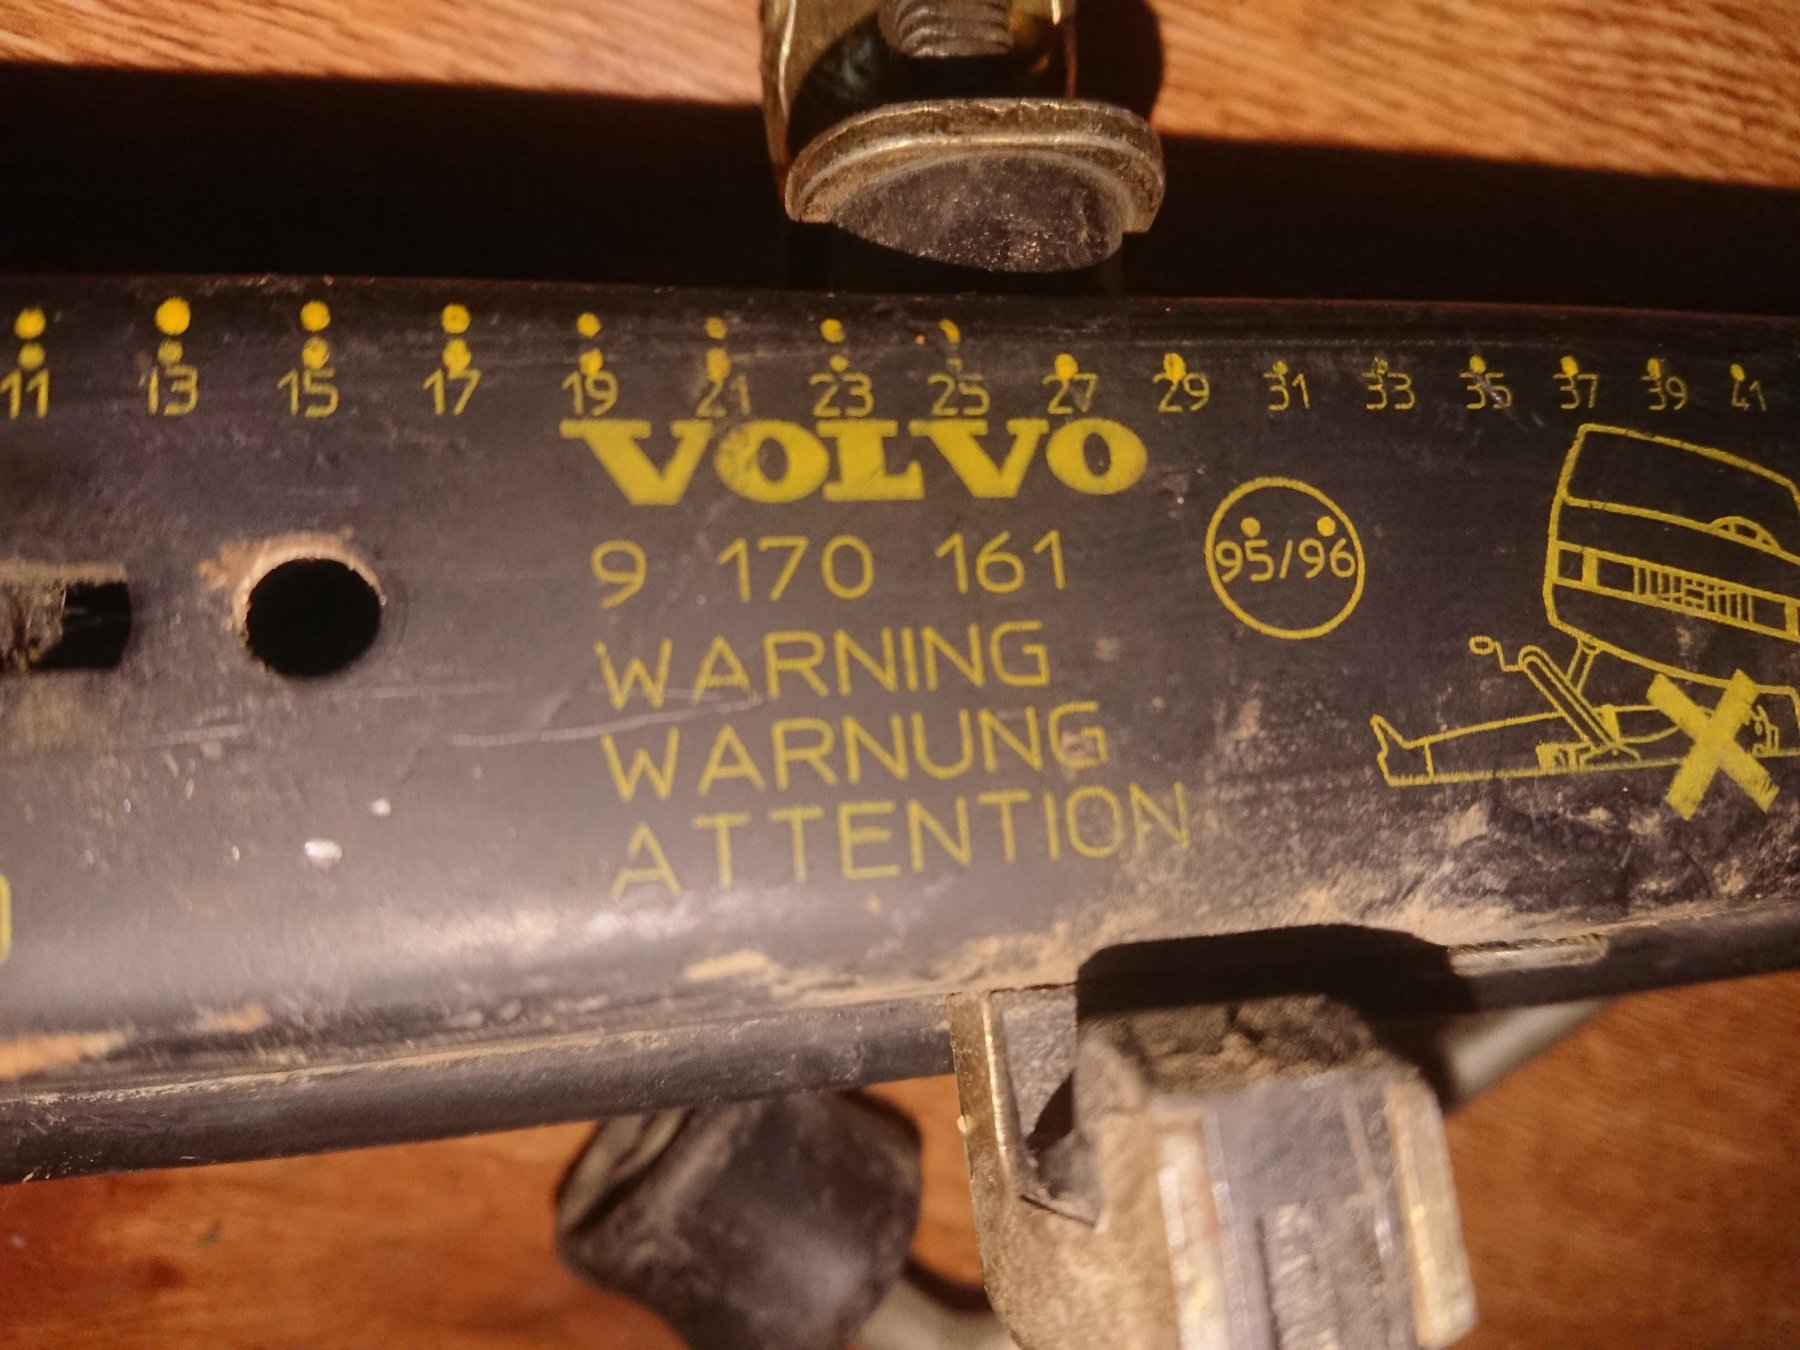 11 13 15 17 19 21 23 25 27 29 31 33 35 37 39 41
VOLVO
9 170 161
95/96
WARNING
WARNUNG
ATTENTION